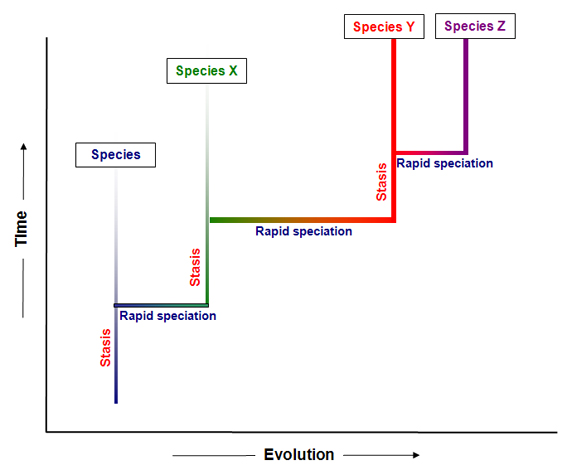 Species Y
Species Z
Species X
Species
Rapid speciation
Stasis
Rapid speciation
Stasis
Rapid speciation
Stasis
TIme
Evolution